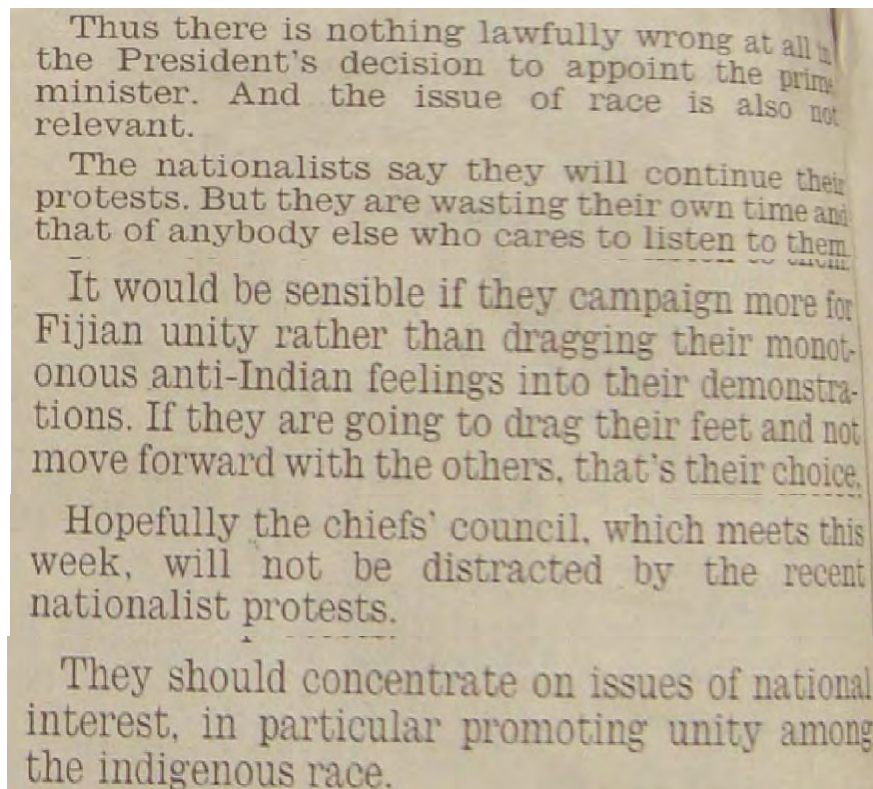 Thus there is nothing lawfully wrong at all in
the President's decision to appoint the prime
minister. And the issue of race is also not
relevant.
The nationalists say they will continue their
protests. But they are wasting their own time and
that of anybody else who cares to listen to them.
It would be sensible if they campaign more for
Fijian unity rather than dragging their monot-
onous anti-Indian feelings into their demonstra-
tions. If they are going to drag their feet and not
move forward with the others, that's their choice.
Hopefully the chiefs' council, which meets this
week, will not be distracted by the recent
nationalist protests.
They should concentrate on issues of national
interest, in particular promoting unity among
the indigenous race.